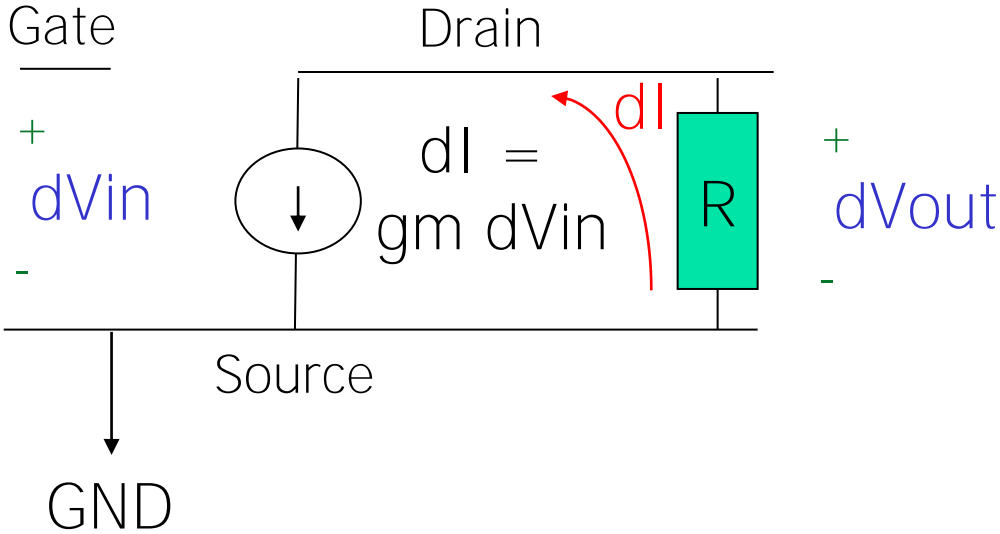 Gate
Drain
+
dVin
-
dI =
gm dVin
dI
R
+
dVout
-
Source
GND